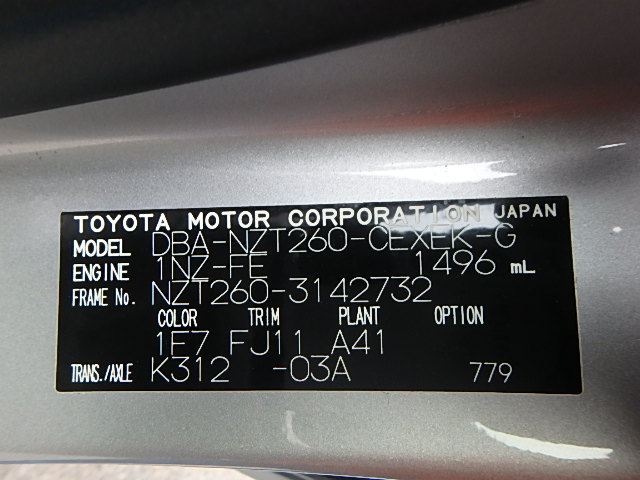 TOYOTA MOTOR CORPORATION JAPAN
MODEL DBA-NZT260-CEXEK-G
ENGINE 1NZ-FE 1496 mL
FRAME No. NZT260-3142732
COLOR TRIM PLANT OPTION
1E7 FJ11 A41
TRANS./AXLE K312 -03A 779